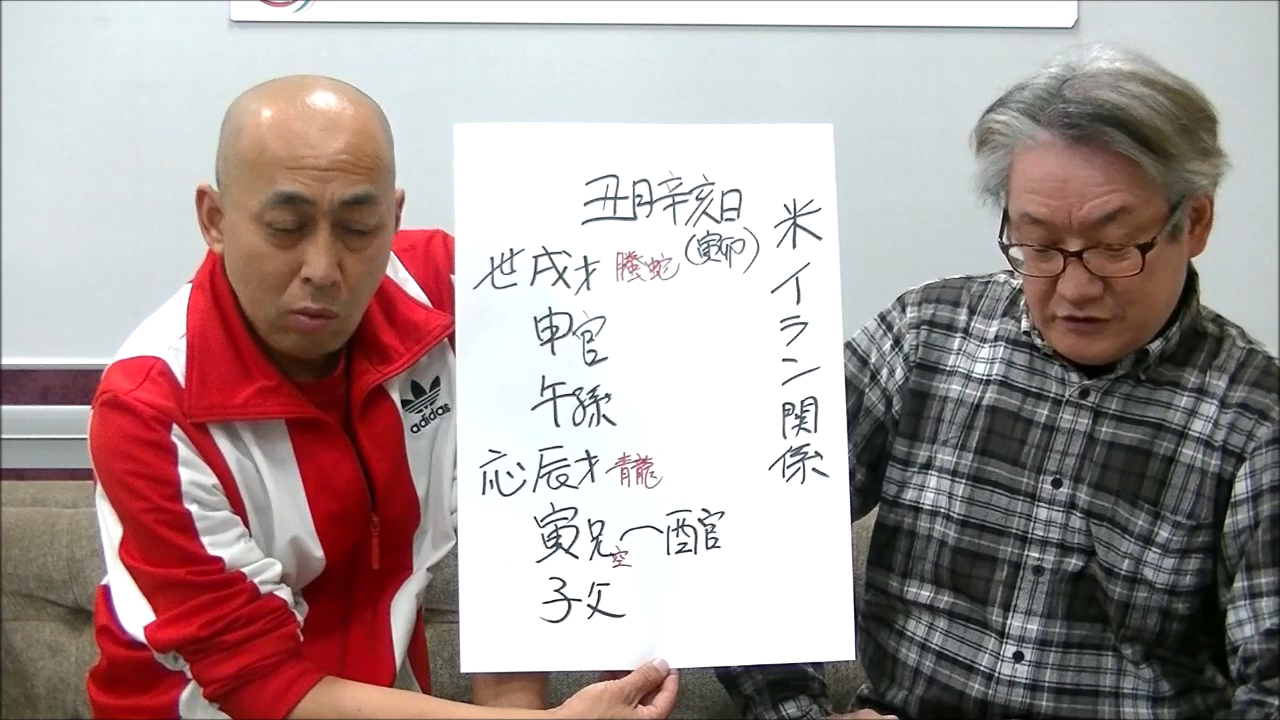 米イラン関係
丑月辛亥日
(寅卯)
世戌才 騰蛇
申官
午孫
応辰才 青龍
寅兄空〜酉官
子父
adidas